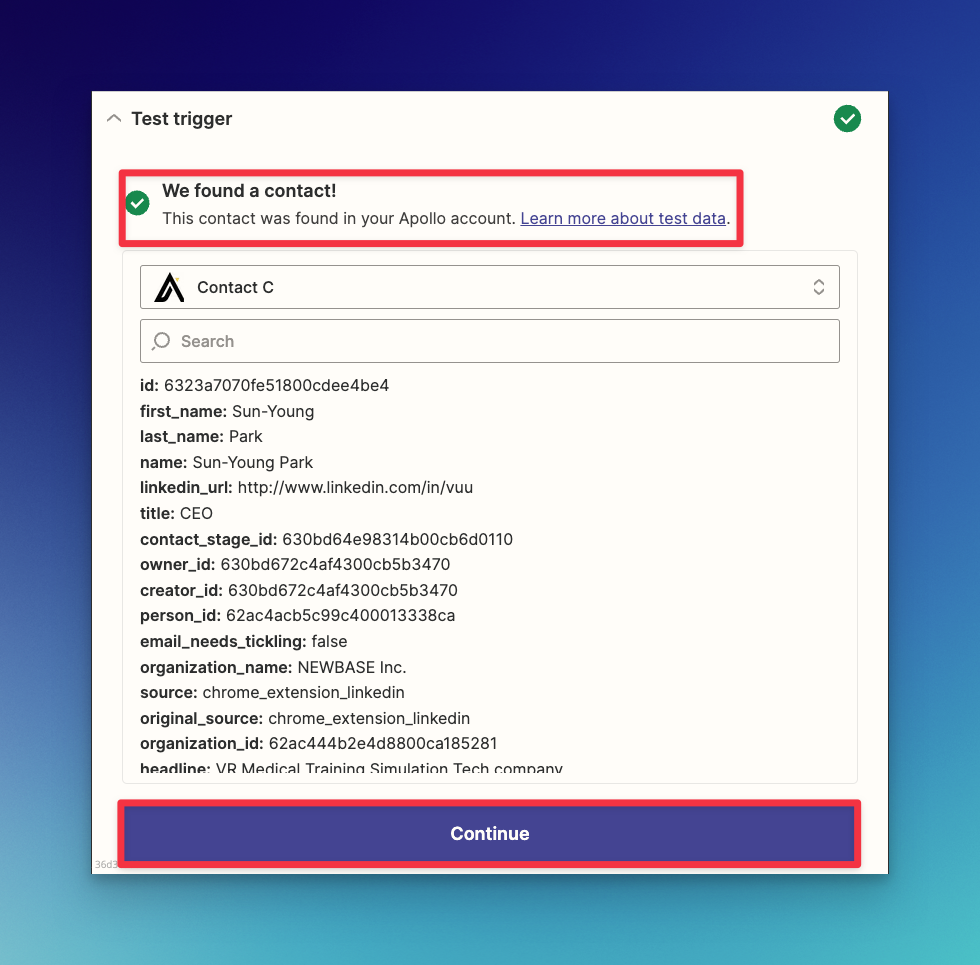 Test trigger
We found a contact!
This contact was found in your Apollo account. Learn more about test data.
Contact C
Search
id: 6323a7070fe51800cdee4be4
first_name: Sun-Young
last_name: Park
name: Sun-Young Park
linkedin_url: http://www.linkedin.com/in/vuu
title: CEO
contact_stage_id: 630bd64e98314b00cb6d0110
owner_id: 630bd672c4af4300cb5b3470
creator_id: 630bd672c4af4300cb5b3470
person_id: 62ac4acb5c99c400013338ca
email_needs_tickling: false
organization_name: NEWBASE Inc.
source: chrome_extension_linkedin
original_source: chrome_extension_linkedin
organization_id: 62ac444b2e4d8800ca185281
headline: VR Medical Training Simulation Tech company
Continue
36d3